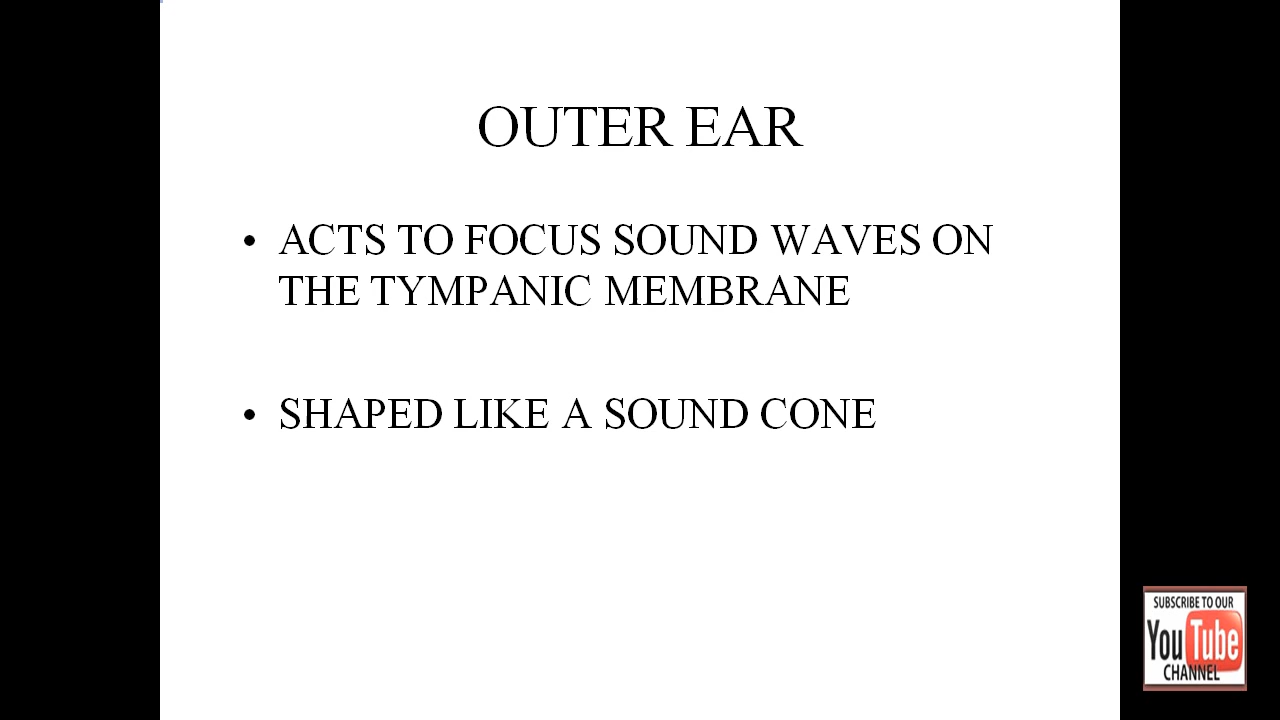 OUTER EAR
• ACTS TO FOCUS SOUND WAVES ON
THE TYMPANIC MEMBRANE
• SHAPED LIKE A SOUND CONE
SUBSCRIBE TO OUR
YouTube
CHANNEL